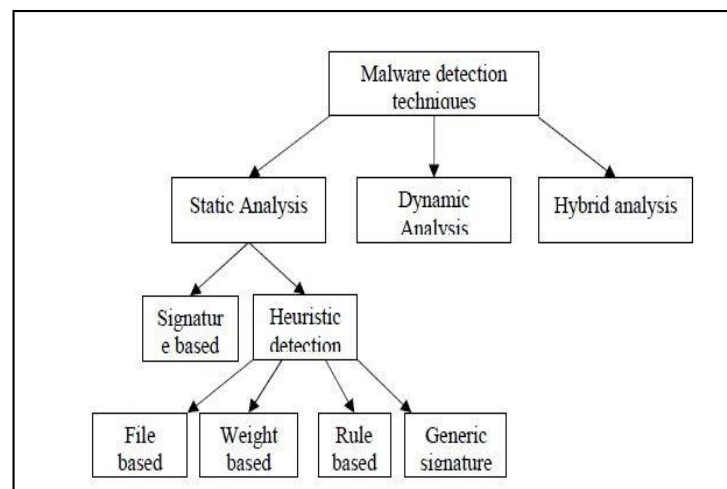 Malware detection
techniques
Static Analysis
Dynamic
Analysis
Hybrid analysis
Signatur
e based
Heuristic
detection
File
based
Weight
based
Rule
based
Generic
signature